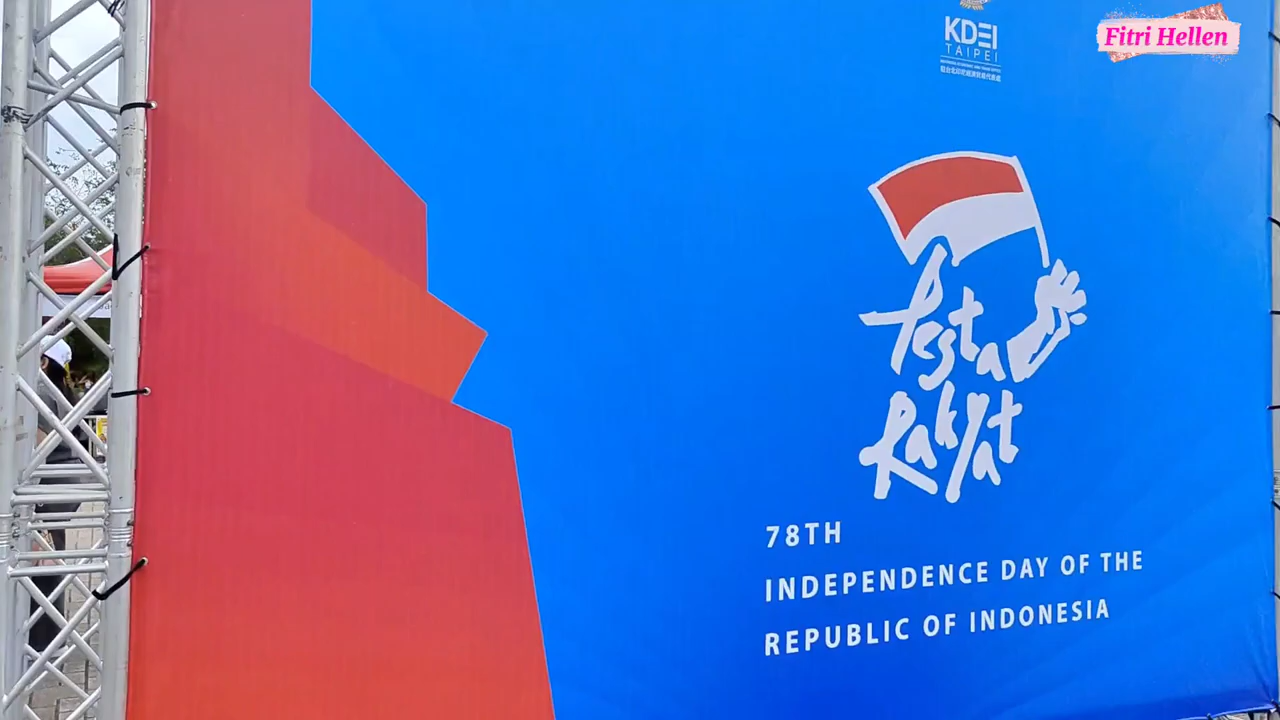 KDEI
TAIPEI
Fitri Hellen
Pesta
Rakyat
78TH
INDEPENDENCE DAY OF THE
REPUBLIC OF INDONESIA